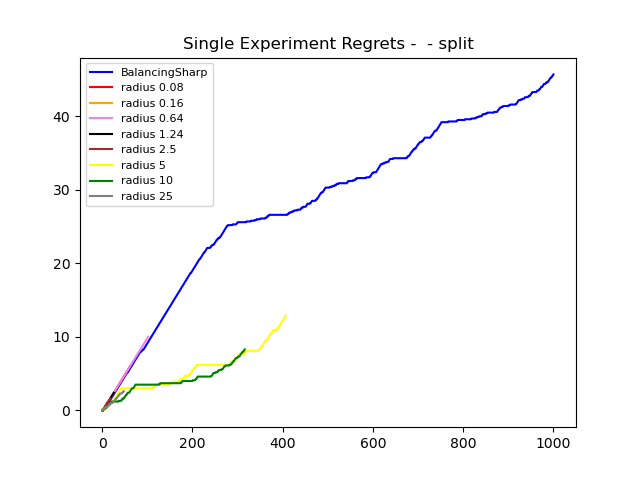 Single Experiment Regrets -  - split
BalancingSharp
radius 0.08
radius 0.16
radius 0.64
radius 1.24
radius 2.5
radius 5
radius 10
radius 25
40
30
20
10
0
0 200 400 600 800 1000